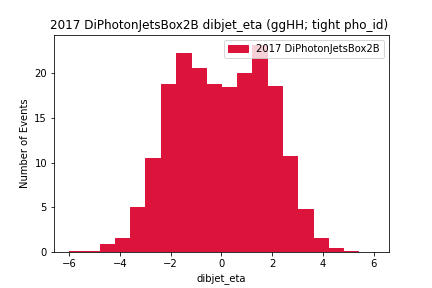 2017 DiPhotonJetsBox2B dibjet_eta (ggHH; tight pho_id)
2017 DiPhotonJetsBox2B
Number of Events
20
15
10
5
0
−6 −4 −2 0 2 4 6
dibjet_eta